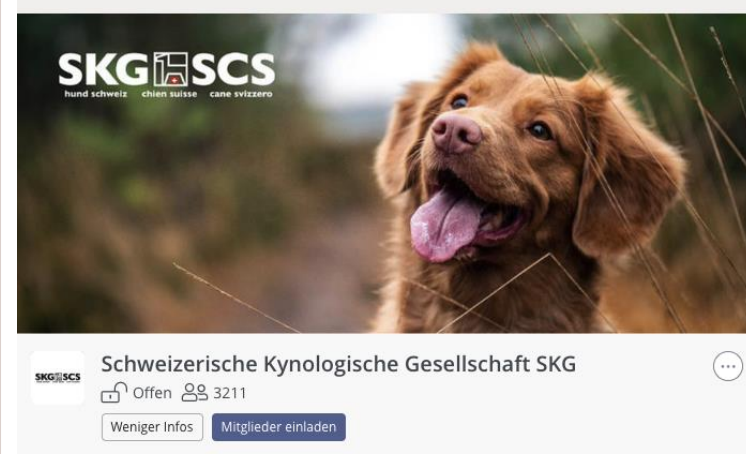 SKG SCS
hund schweiz chien suisse cane svizzero
SKG SCS
Schweizerische Kynologische Gesellschaft SKG
Offen 3211
Weniger Infos Mitglieder einladen